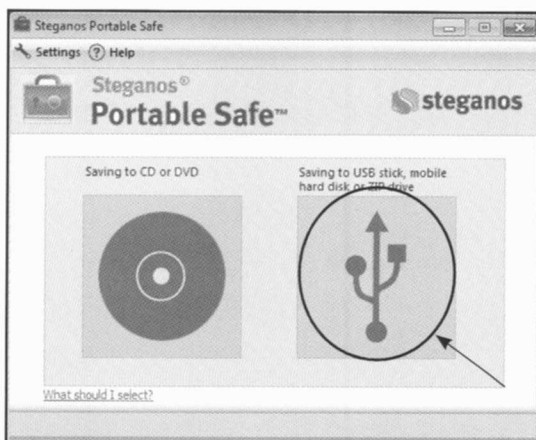 Steganos Portable Safe
Settings ? Help
Steganos®
Portable Safe™
steganos
Saving to CD or DVD
Saving to USB stick, mobile
hard disk or ZIP drive
What should I select?